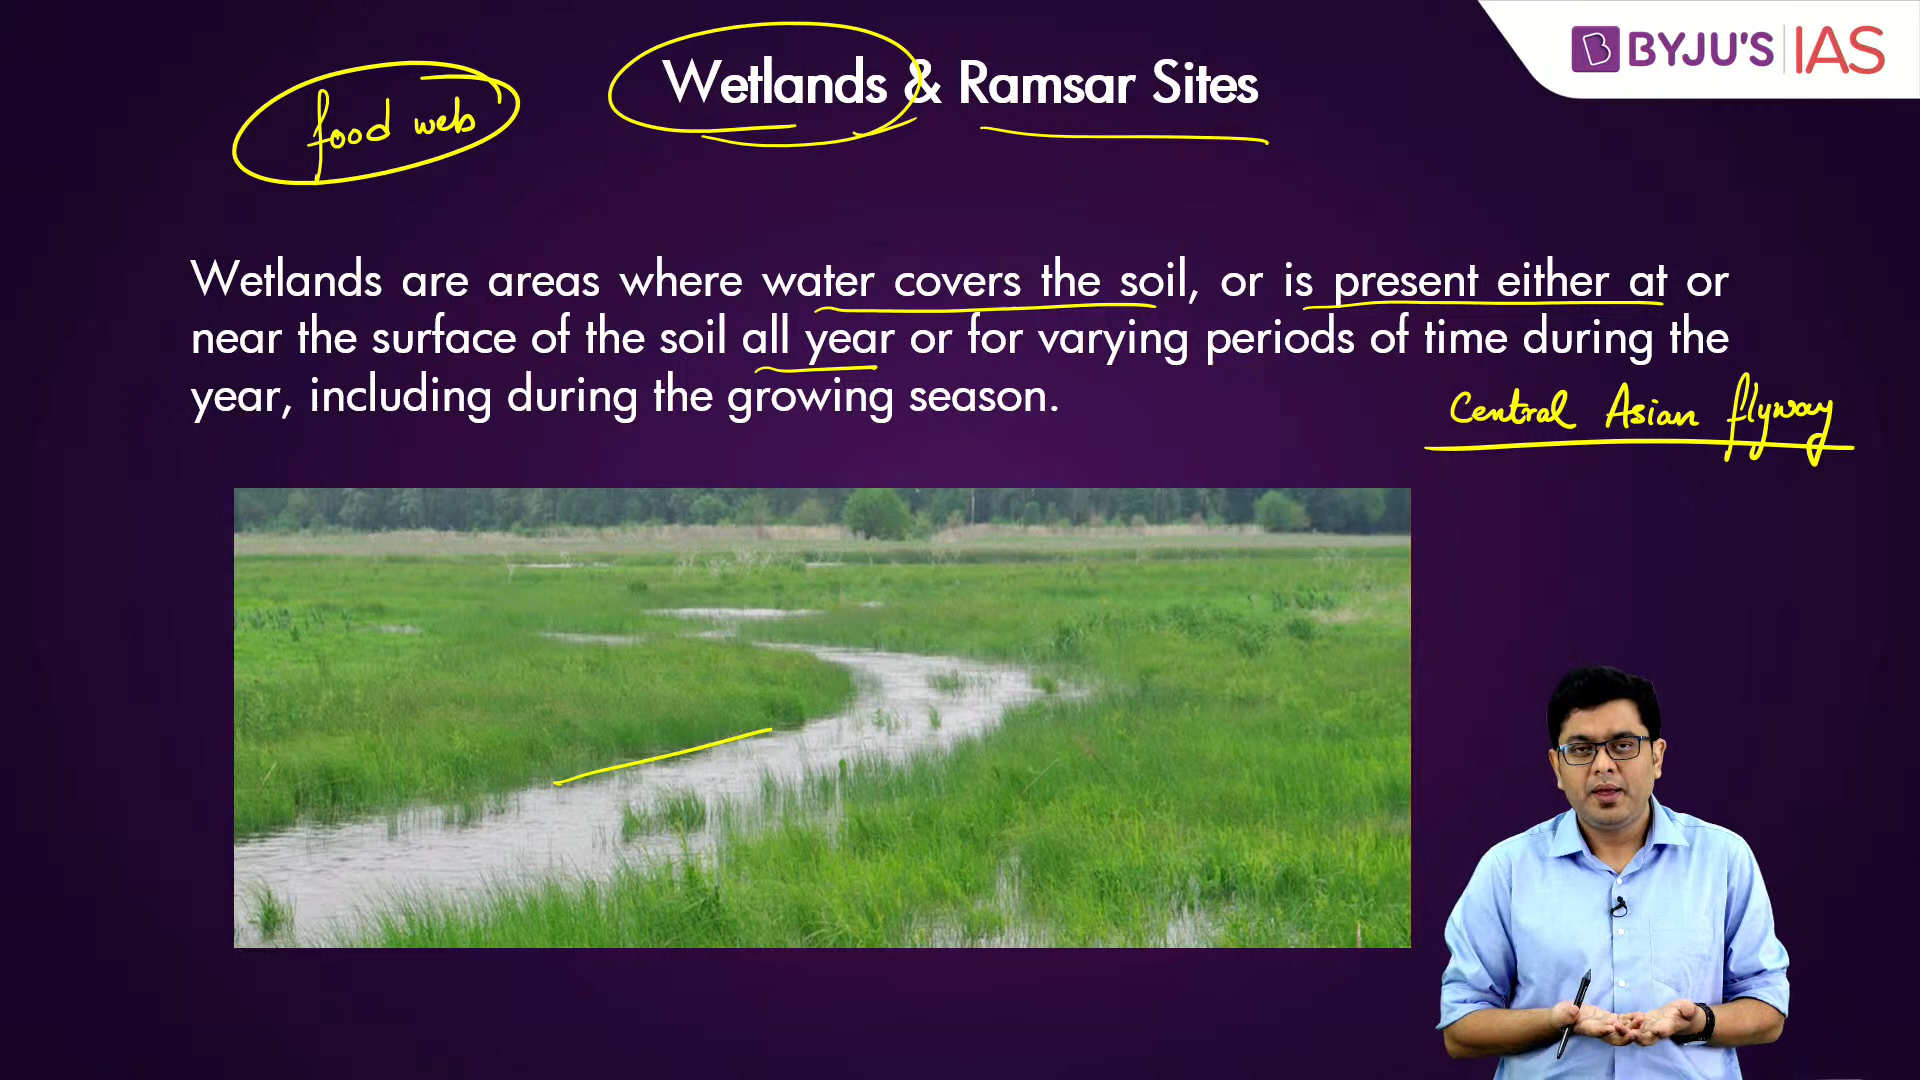 BYJU'S IAS
Wetlands & Ramsar Sites
food web
Wetlands are areas where water covers the soil, or is present either at or
near the surface of the soil all year or for varying periods of time during the
year, including during the growing season.
Central Asian flyway